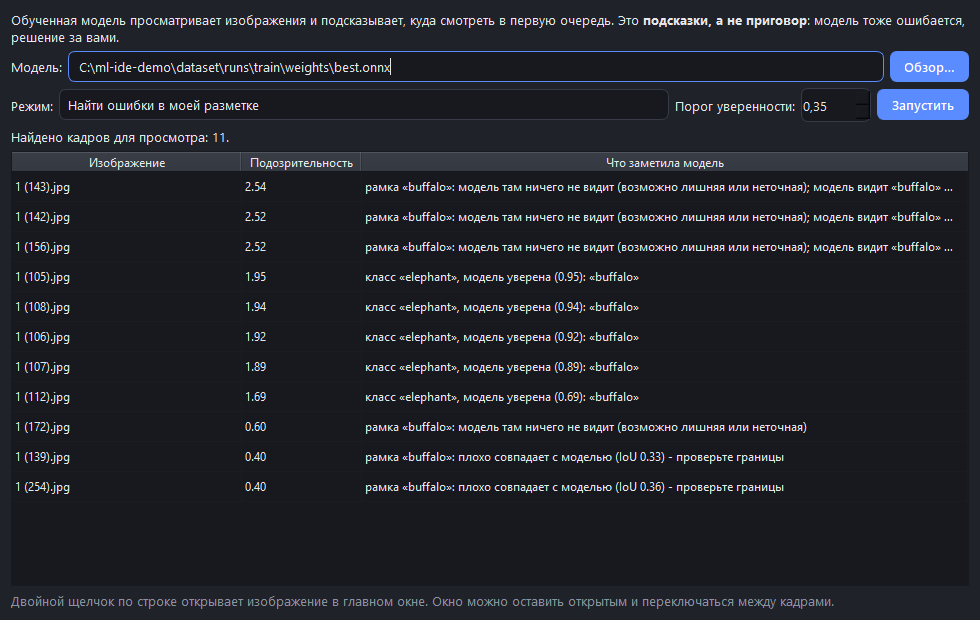 Обученная модель просматривает изображения и подсказывает, куда смотреть в первую очередь. Это подсказки, а не приговор: модель тоже ошибается,
решение за вами.
Модель: C:\ml-ide-demo\dataset\runs\train\weights\best.onnx Обзор...
Режим: Найти ошибки в моей разметке Порог уверенности: 0,35 Запустить
Найдено кадров для просмотра: 11.
Изображение Подозрительность Что заметила модель
1 (143).jpg 2.54 рамка «buffalo»: модель там ничего не видит (возможно лишняя или неточная); модель видит «buffalo» ...
1 (142).jpg 2.52 рамка «buffalo»: модель там ничего не видит (возможно лишняя или неточная); модель видит «buffalo» ...
1 (156).jpg 2.52 рамка «buffalo»: модель там ничего не видит (возможно лишняя или неточная); модель видит «buffalo» ...
1 (105).jpg 1.95 класс «elephant», модель уверена (0.95): «buffalo»
1 (108).jpg 1.94 класс «elephant», модель уверена (0.94): «buffalo»
1 (106).jpg 1.92 класс «elephant», модель уверена (0.92): «buffalo»
1 (107).jpg 1.89 класс «elephant», модель уверена (0.89): «buffalo»
1 (112).jpg 1.69 класс «elephant», модель уверена (0.69): «buffalo»
1 (172).jpg 0.60 рамка «buffalo»: модель там ничего не видит (возможно лишняя или неточная)
1 (139).jpg 0.40 рамка «buffalo»: плохо совпадает с моделью (IoU 0.33) - проверьте границы
1 (254).jpg 0.40 рамка «buffalo»: плохо совпадает с моделью (IoU 0.36) - проверьте границы
Двойной щелчок по строке открывает изображение в главном окне. Окно можно оставить открытым и переключаться между кадрами.